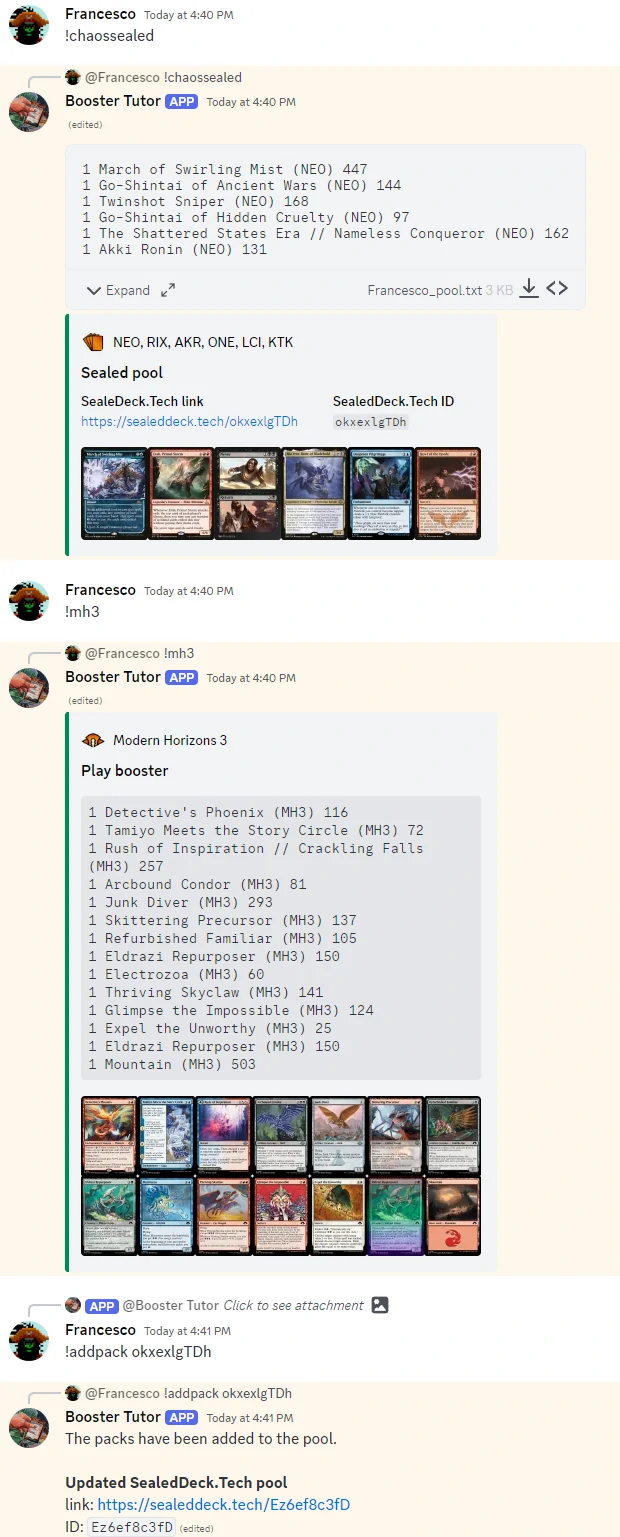 Francesco Today at 4:40 PM
!chaossealed
@Francesco !chaossealed
Booster Tutor APP Today at 4:40 PM
(edited)
1 March of Swirling Mist (NEO) 447
1 Go-Shintai of Ancient Wars (NEO) 144
1 Twinshot Sniper (NEO) 168
1 Go-Shintai of Hidden Cruelty (NEO) 97
1 The Shattered States Era // Nameless Conqueror (NEO) 162
1 Akki Ronin (NEO) 131
Expand Francesco_pool.txt 3 KB
NEO, RIX, AKR, ONE, LCI, KTK
Sealed pool
SealeDeck.Tech link SealedDeck.Tech ID
https://sealeddeck.tech/okxexlgTDh okxexlgTDh
Francesco Today at 4:40 PM
!mh3
@Francesco !mh3
Booster Tutor APP Today at 4:40 PM
(edited)
Modern Horizons 3
Play booster
1 Detective's Phoenix (MH3) 116
1 Tamiyo Meets the Story Circle (MH3) 72
1 Rush of Inspiration // Crackling Falls
(MH3) 257
1 Arcbound Condor (MH3) 81
1 Junk Diver (MH3) 293
1 Skittering Precursor (MH3) 137
1 Refurbished Familiar (MH3) 105
1 Eldrazi Repurposer (MH3) 150
1 Electrozoa (MH3) 60
1 Thriving Skyclaw (MH3) 141
1 Glimpse the Impossible (MH3) 124
1 Expel the Unworthy (MH3) 25
1 Eldrazi Repurposer (MH3) 150
1 Mountain (MH3) 503
APP @Booster Tutor Click to see attachment
Francesco Today at 4:41 PM
!addpack okxexlgTDh
@Francesco !addpack okxexlgTDh
Booster Tutor APP Today at 4:41 PM
The packs have been added to the pool.
Updated SealedDeck.Tech pool
link: https://sealeddeck.tech/Ez6ef8c3fD
ID: Ez6ef8c3fD (edited)